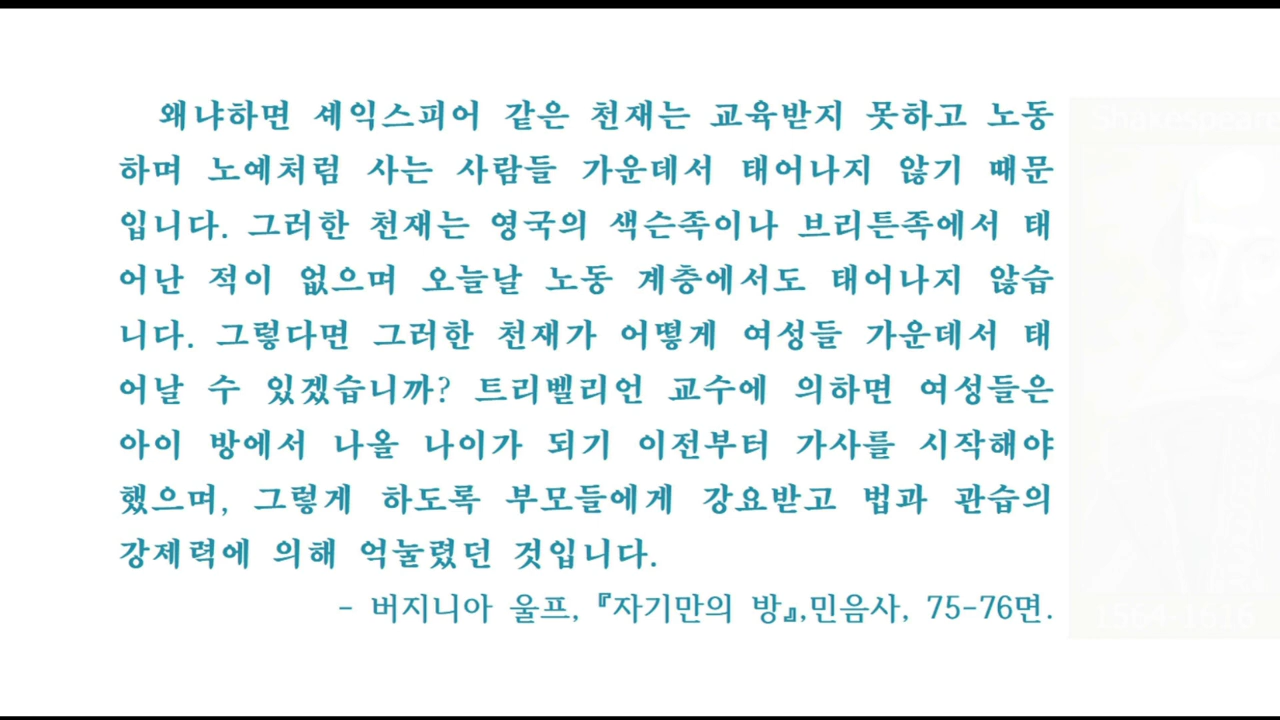 왜냐하면 셰익스피어 같은 천재는 교육받지 못하고 노동
하며 노예처럼 사는 사람들 가운데서 태어나지 않기 때문
입니다. 그러한 천재는 영국의 색슨족이나 브리튼족에서 태
어난 적이 없으며 오늘날 노동 계층에서도 태어나지 않습
니다. 그렇다면 그러한 천재가 어떻게 여성들 가운데서 태
어날 수 있겠습니까? 트리벨리언 교수에 의하면 여성들은
아이 방에서 나올 나이가 되기 이전부터 가사를 시작해야
했으며, 그렇게 하도록 부모들에게 강요받고 법과 관습의
강제력에 의해 억눌렸던 것입니다.
- 버지니아 울프, 『자기만의 방』,민음사, 75-76면.
Shakespeare
1564-1616